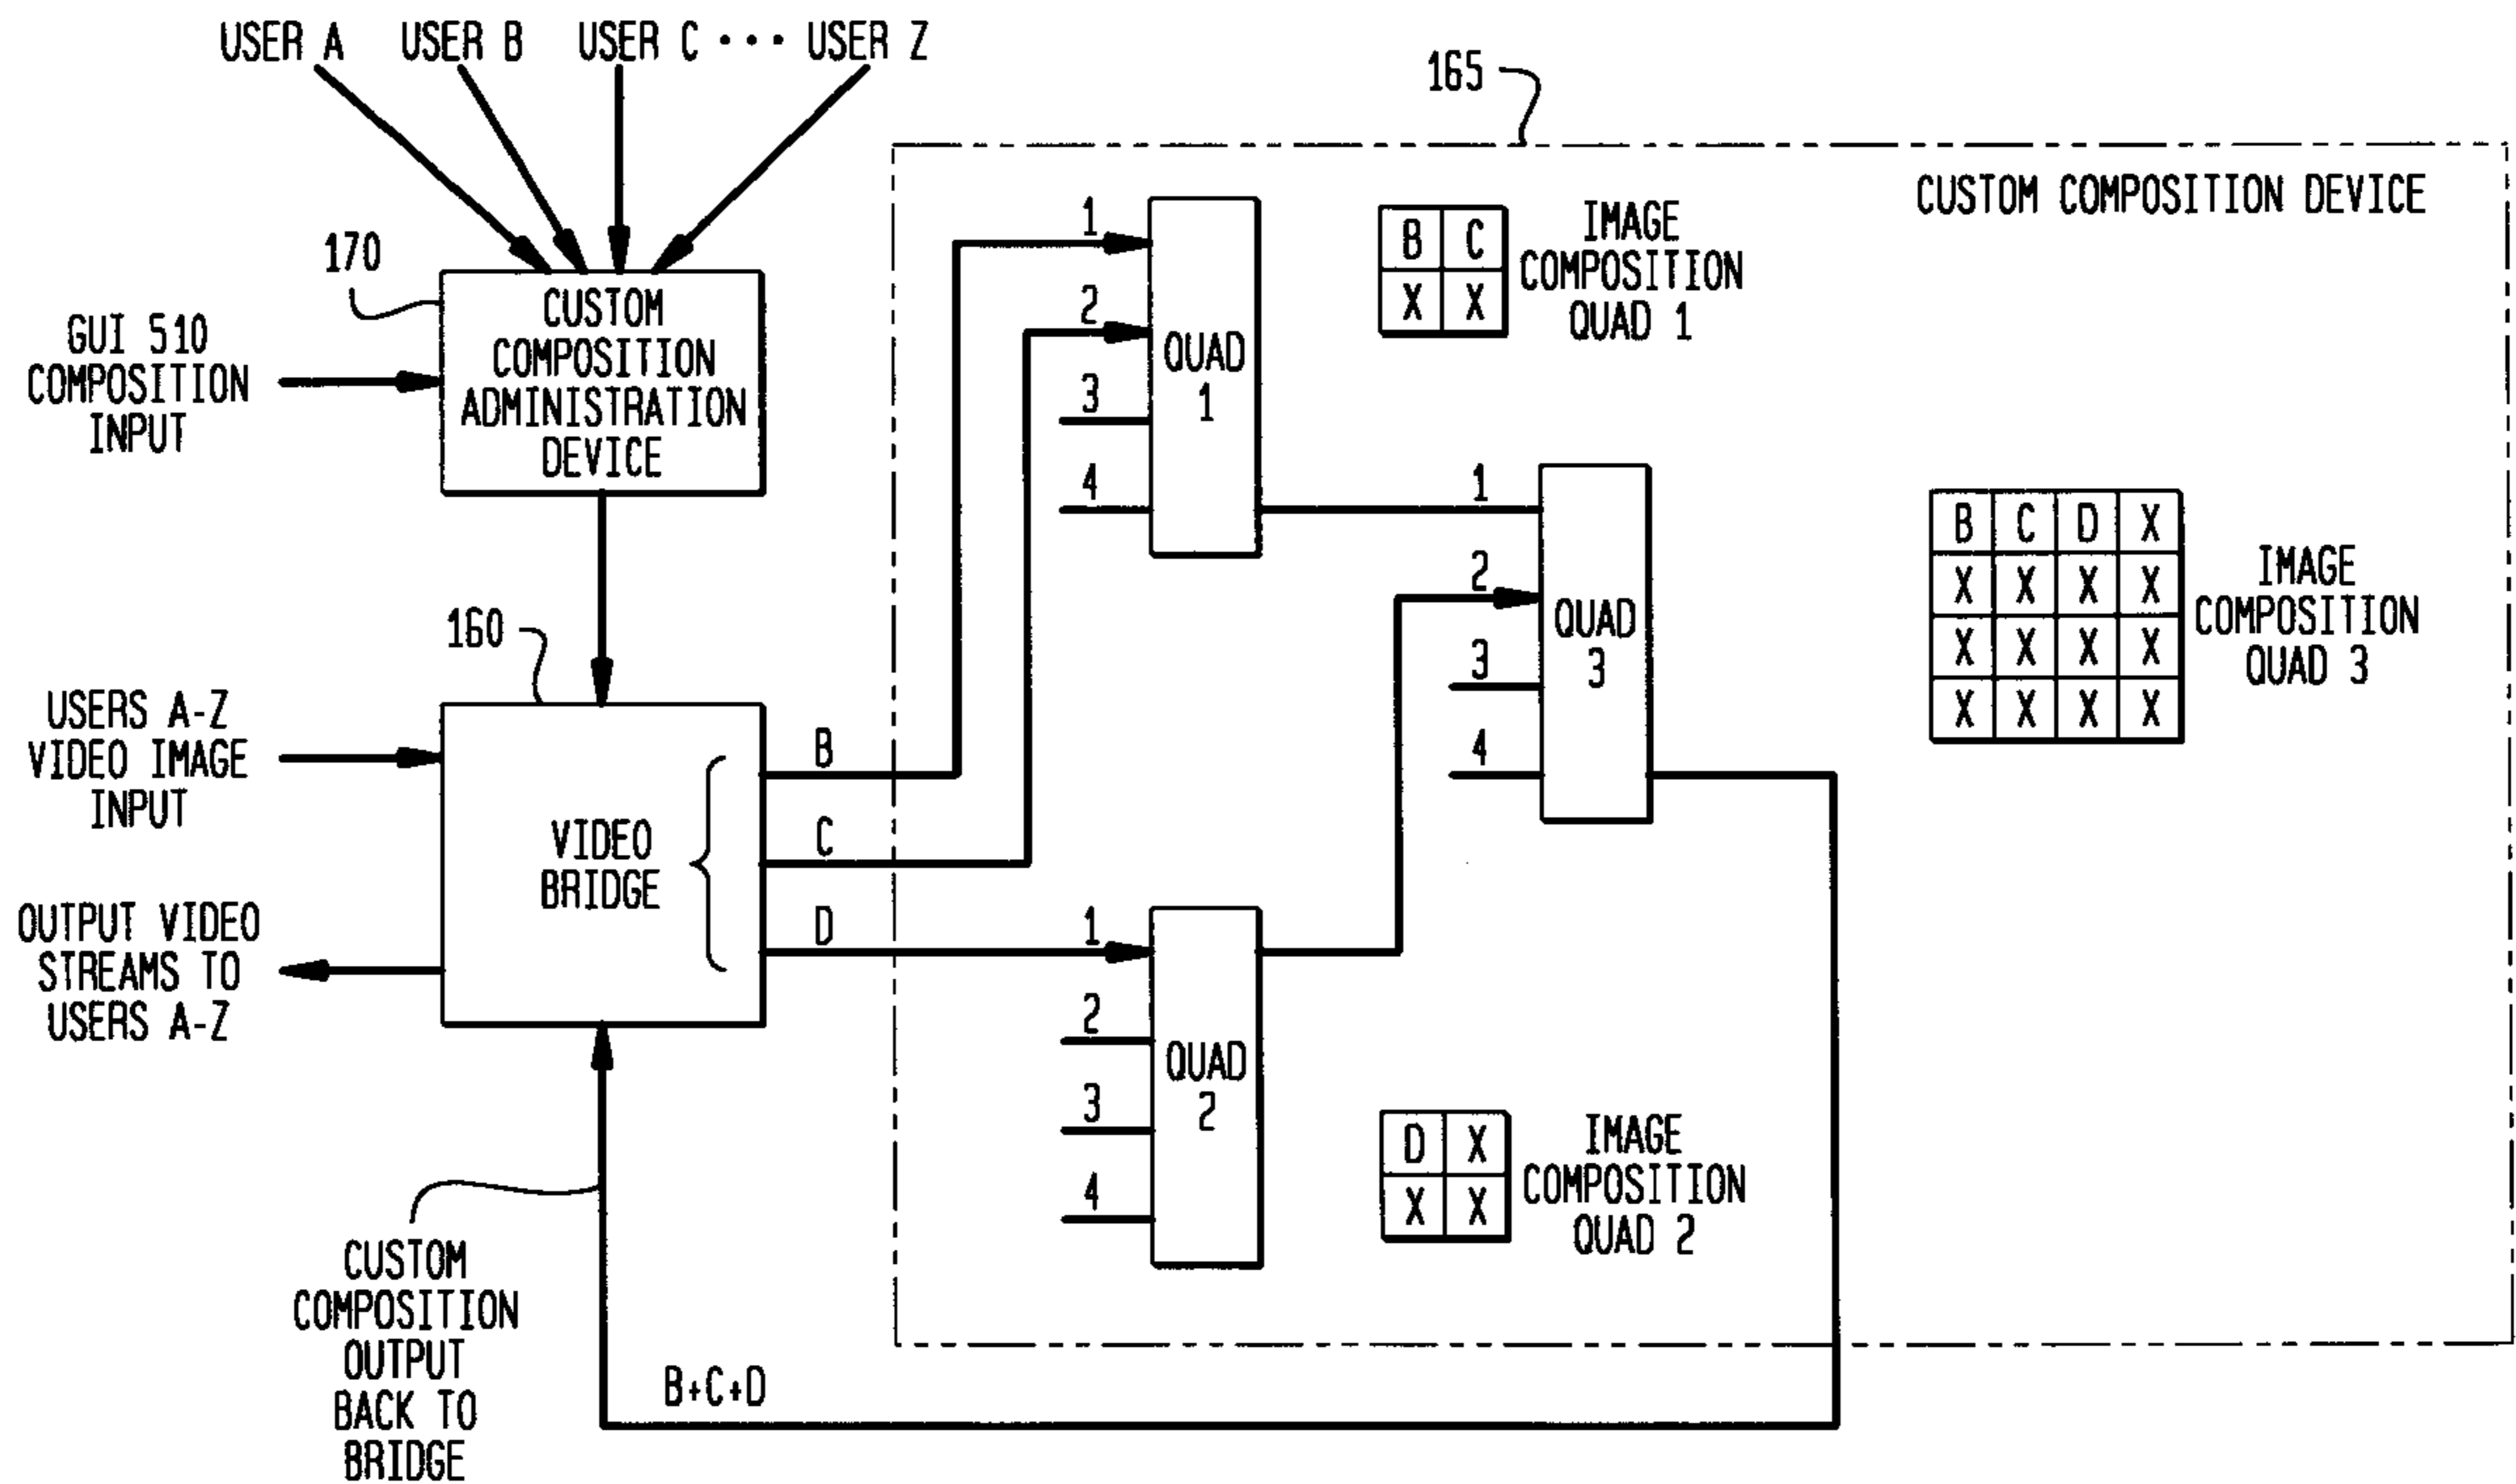 USER A USER B USER C ••• USER Z
165
CUSTOM COMPOSITION DEVICE
170
CUSTOM
COMPOSITION
ADMINISTRATION
DEVICE
GUI 510
COMPOSITION
INPUT
1
2
3
4
QUAD
1
B C
X X
IMAGE
COMPOSITION
QUAD 1
1
2
3
4
QUAD
3
B C D X
X X X X
X X X X
X X X X
IMAGE
COMPOSITION
QUAD 3
160
USERS A-Z
VIDEO IMAGE
INPUT
VIDEO
BRIDGE
B
C
D
OUTPUT VIDEO
STREAMS TO
USERS A-Z
1
2
3
4
QUAD
2
D X
X X
IMAGE
COMPOSITION
QUAD 2
CUSTOM
COMPOSITION
OUTPUT
BACK TO
BRIDGE
B+C+D